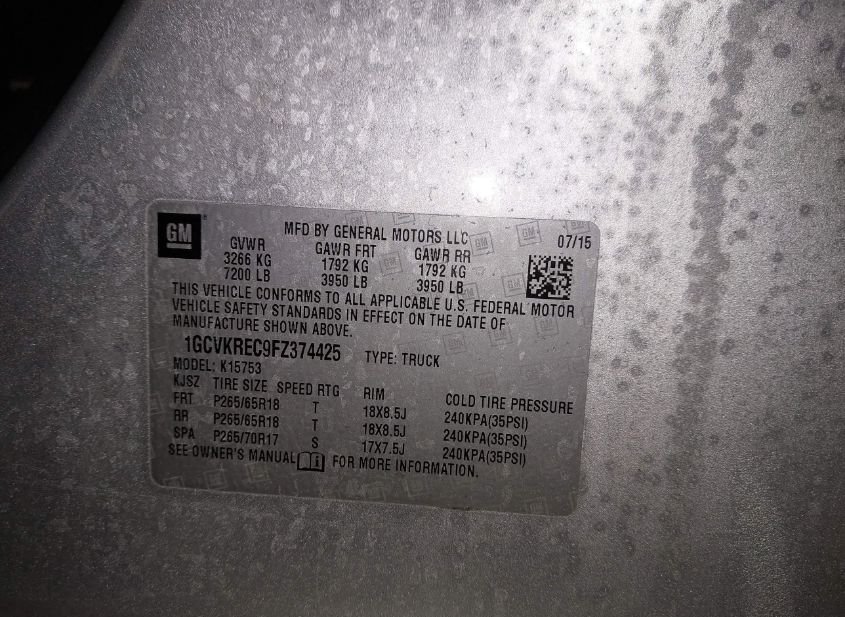 GM
MFD BY GENERAL MOTORS LLC 07/15
GVWR GAWR FRT GAWR RR
3266 KG 1792 KG 1792 KG
7200 LB 3950 LB 3950 LB
THIS VEHICLE CONFORMS TO ALL APPLICABLE U.S. FEDERAL MOTOR
VEHICLE SAFETY STANDARDS IN EFFECT ON THE DATE OF
MANUFACTURE SHOWN ABOVE.
1GCVKREC9FZ374425 TYPE: TRUCK
MODEL: K15753
KJSZ TIRE SIZE SPEED RTG RIM COLD TIRE PRESSURE
FRT P265/65R18 T 18X8.5J 240KPA(35PSI)
RR P265/65R18 T 18X8.5J 240KPA(35PSI)
SPA P265/70R17 S 17X7.5J 240KPA(35PSI)
SEE OWNER'S MANUAL FOR MORE INFORMATION.